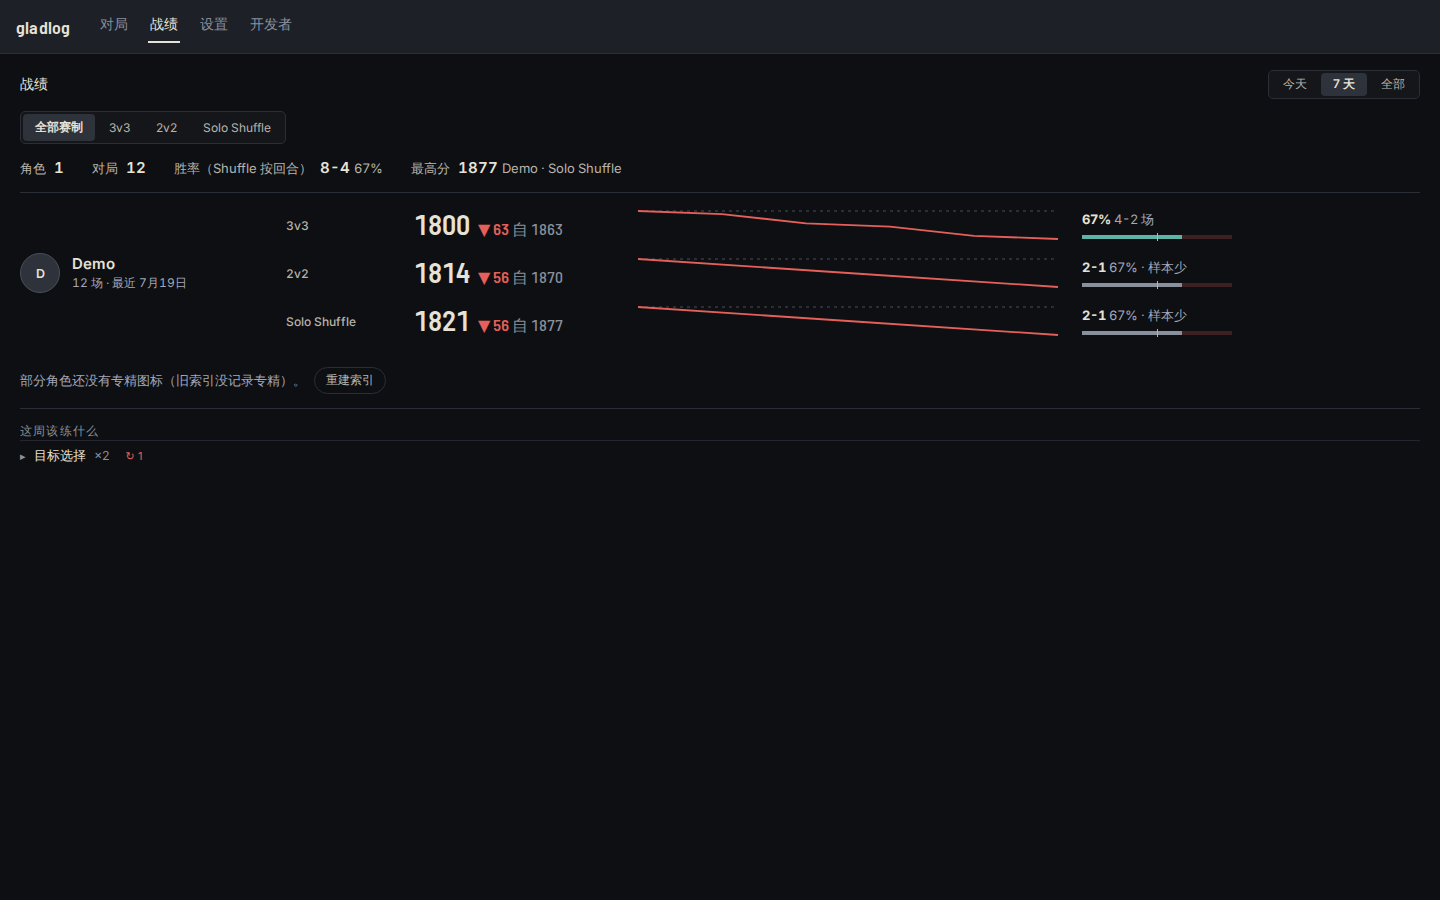 gladlog 对局 战绩 设置 开发者
战绩 今天 7 天 全部
全部赛制 3v3 2v2 Solo Shuffle
角色 1 对局 12 胜率（Shuffle 按回合） 8-4 67% 最高分 1877 Demo · Solo Shuffle
3v3 1800 ▼63 自 1863 67% 4-2 场
D Demo
12 场 · 最近 7月19日
2v2 1814 ▼56 自 1870 2-1 67% · 样本少
Solo Shuffle 1821 ▼56 自 1877 2-1 67% · 样本少
部分角色还没有专精图标（旧索引没记录专精）。 重建索引
这周该练什么
▸ 目标选择 ×2 ↻ 1